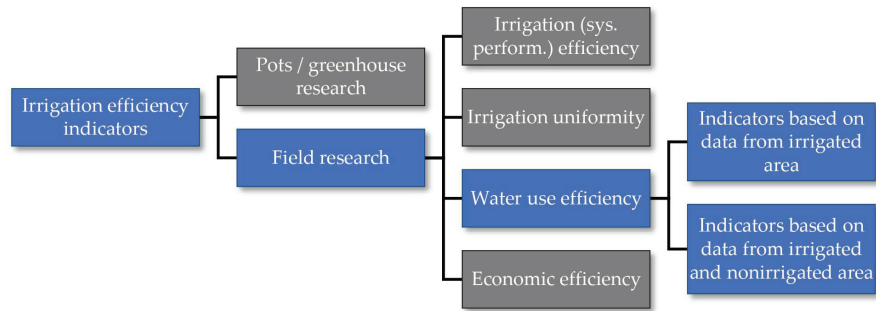 Irrigation efficiency
indicators
Pots / greenhouse
research
Field research
Irrigation (sys.
perform.) efficiency
Irrigation uniformity
Water use efficiency
Economic efficiency
Indicators based on
data from irrigated
area
Indicators based on
data from irrigated
and nonirrigated area